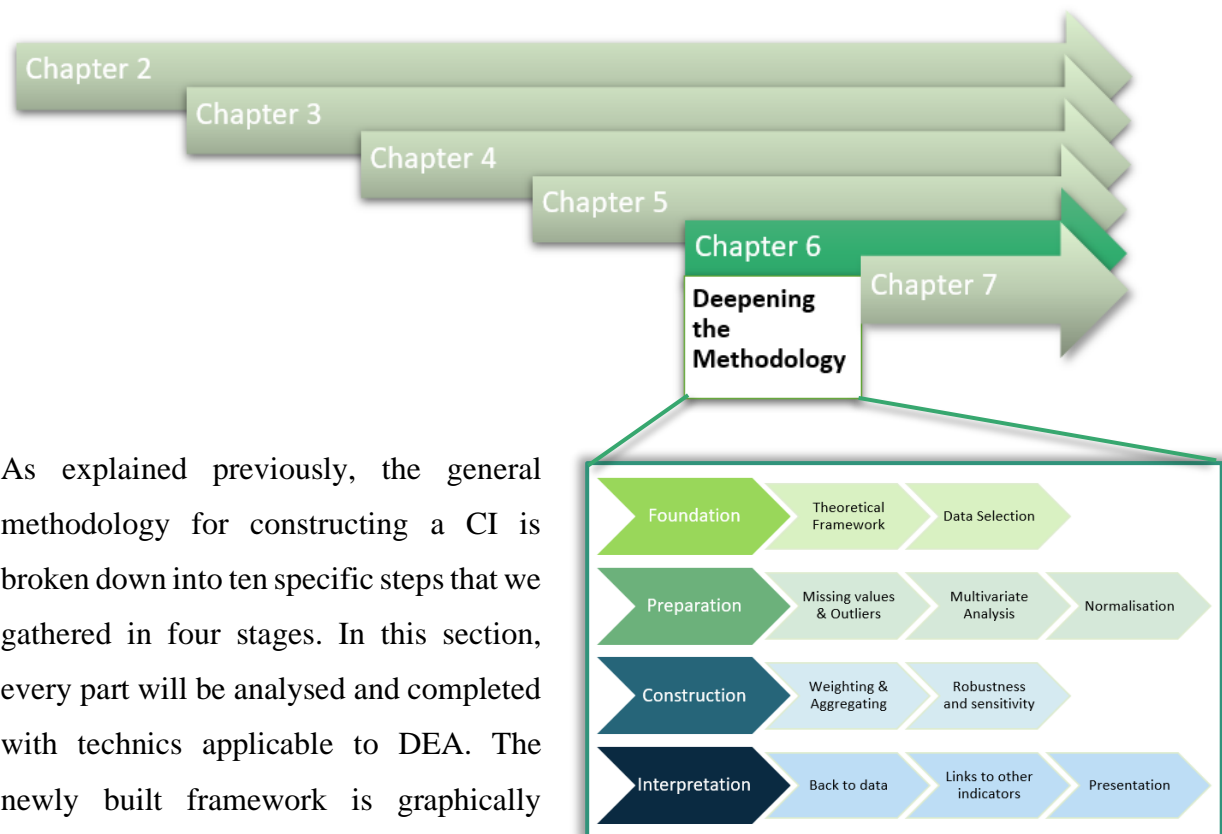 Chapter 2
Chapter 3
Chapter 4
Chapter 5
Chapter 6
Chapter 7
Deepening
the
Methodology
As explained previously, the general
methodology for constructing a CI is
broken down into ten specific steps that we
gathered in four stages. In this section,
every part will be analysed and completed
with technics applicable to DEA. The
newly built framework is graphically
Foundation
Theoretical
Framework
Data Selection
Preparation
Missing values
& Outliers
Multivariate
Analysis
Normalisation
Construction
Weighting &
Aggregating
Robustness
and sensitivity
Interpretation
Back to data
Links to other
indicators
Presentation